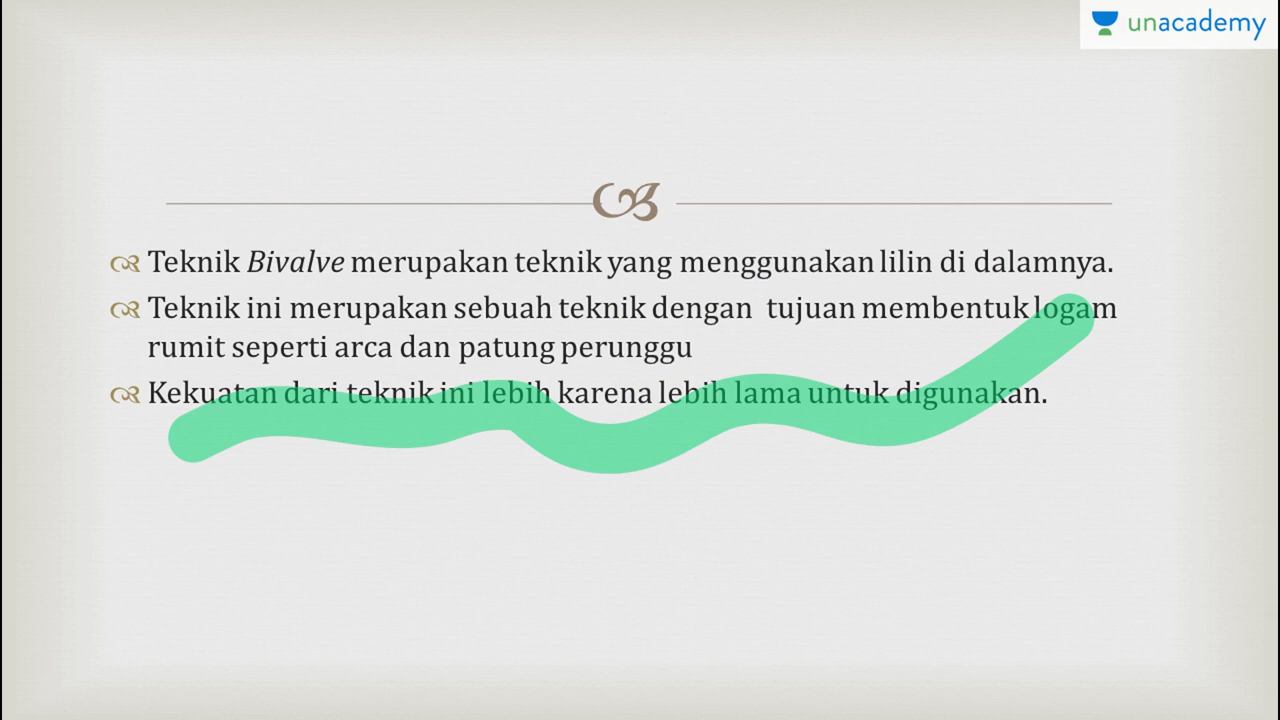 unacademy
Teknik Bivalve merupakan teknik yang menggunakan lilin di dalamnya.
Teknik ini merupakan sebuah teknik dengan tujuan membentuk logam
rumit seperti arca dan patung perunggu
Kekuatan dari teknik ini lebih karena lebih lama untuk digunakan.